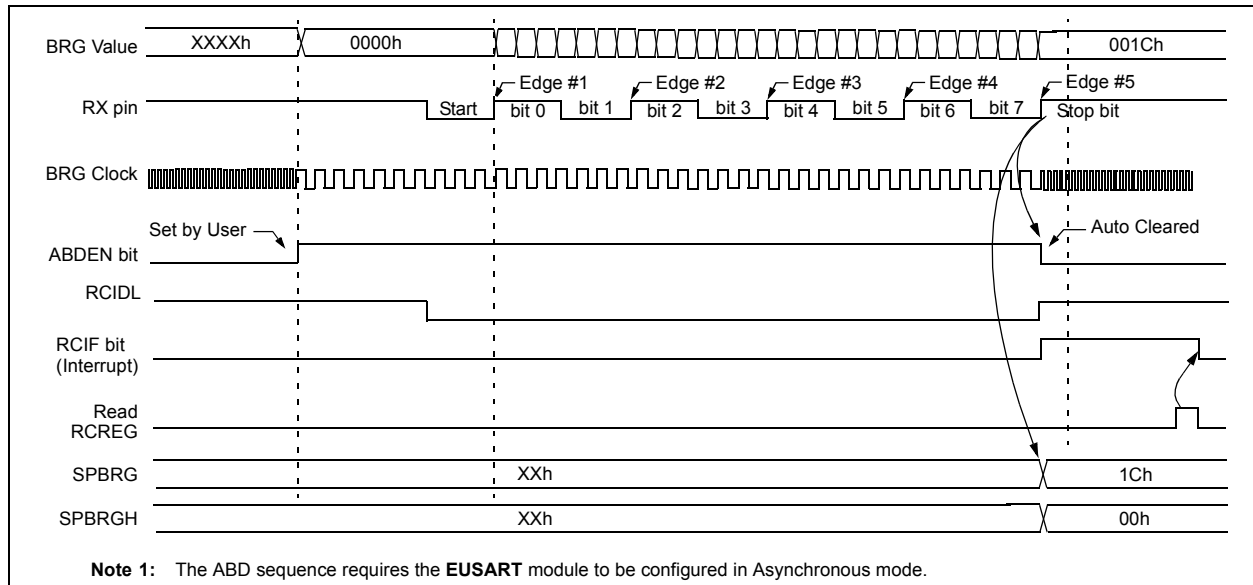 BRG Value XXXXh 0000h 001Ch
Edge #1 Edge #2 Edge #3 Edge #4 Edge #5
RX pin Start bit 0 bit 1 bit 2 bit 3 bit 4 bit 5 bit 6 bit 7 Stop bit
BRG Clock
Set by User Auto Cleared
ABDEN bit
RCIDL
RCIF bit
(Interrupt)
Read
RCREG
SPBRG XXh 1Ch
SPBRGH XXh 00h
Note 1: The ABD sequence requires the EUSART module to be configured in Asynchronous mode.